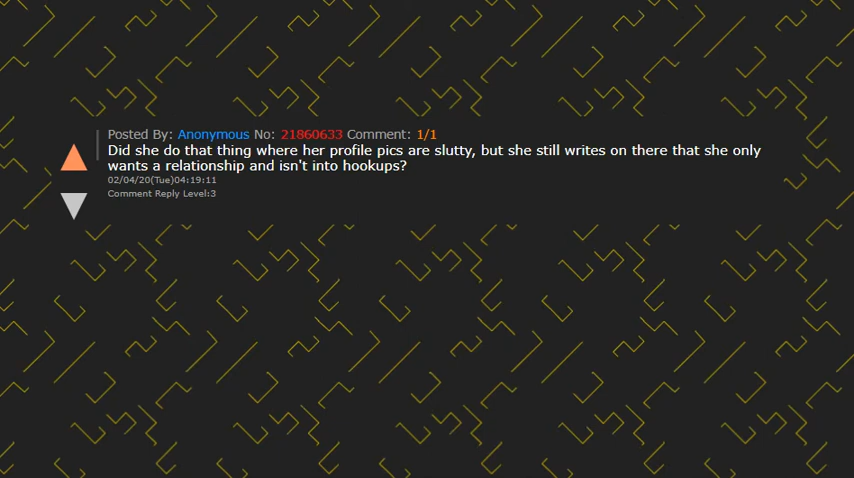 Posted By: Anonymous No: 21860633 Comment: 1/1
Did she do that thing where her profile pics are slutty, but she still writes on there that she only
wants a relationship and isn't into hookups?
02/04/20(Tue)04:19:11
Comment Reply Level:3